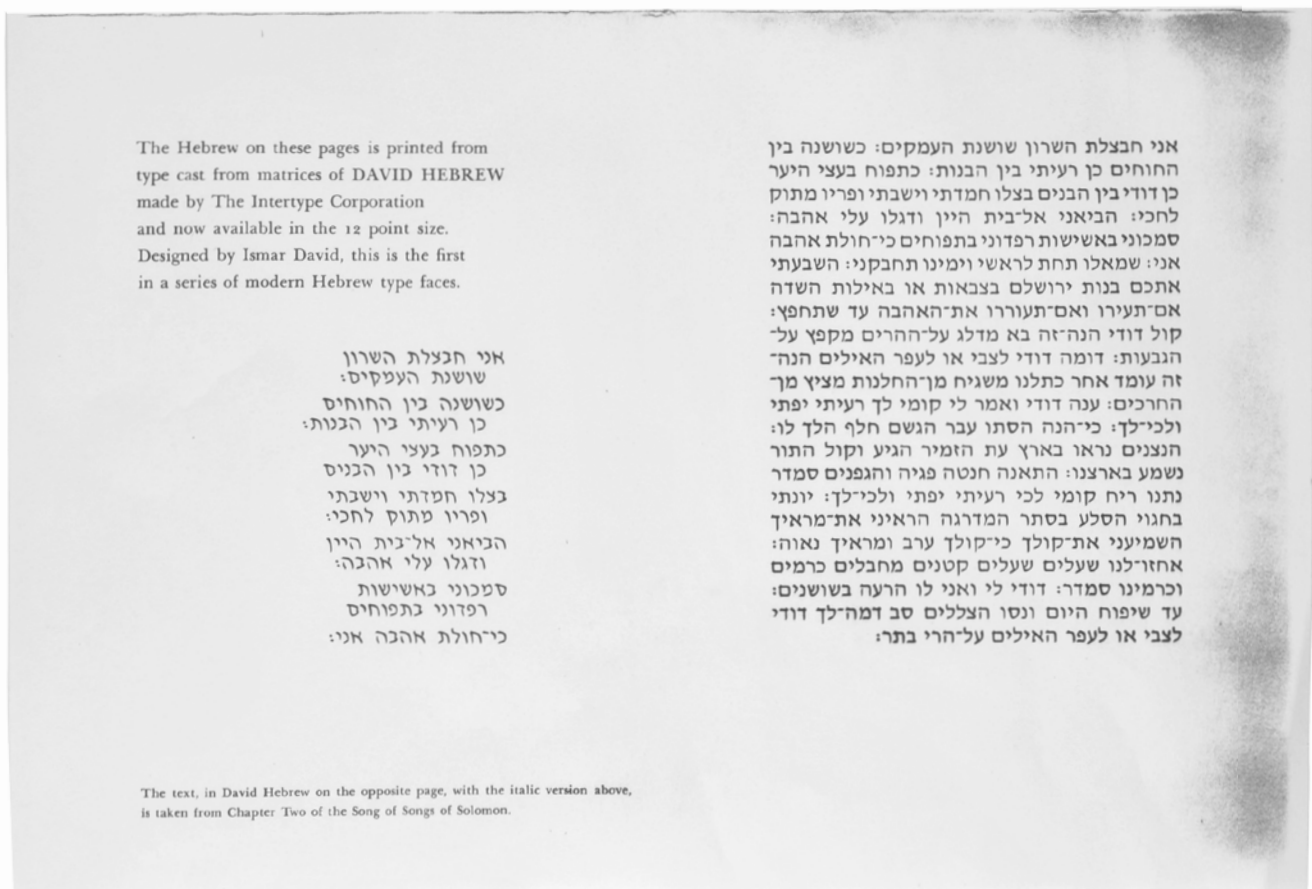 The Hebrew on these pages is printed from
type cast from matrices of DAVID HEBREW
made by The Intertype Corporation
and now available in the 12 point size.
Designed by Ismar David, this is the first
in a series of modern Hebrew type faces.
אני חבצלת השרון
שושנת העמקים:
כשושנה בין החוחים
כן רעיתי בין הבנות:
כתפוח בעצי היער
כן דודי בין הבנים
בצלו חמדתי וישבתי
ופריו מתוק לחכי:
הביאני אל־בית היין
ודגלו עלי אהבה:
סמכוני באשישות
רפדוני בתפוחים
כי־חולת אהבה אני:
The text, in David Hebrew on the opposite page, with the italic version above,
is taken from Chapter Two of the Song of Songs of Solomon.
אני חבצלת השרון שושנת העמקים: כשושנה בין
החוחים כן רעיתי בין הבנות: כתפוח בעצי היער
כן דודי בין הבנים בצלו חמדתי וישבתי ופריו מתוק
לחכי: הביאני אל־בית היין ודגלו עלי אהבה:
סמכוני באשישות רפדוני בתפוחים כי־חולת אהבה
אני: שמאלו תחת לראשי וימינו תחבקני: השבעתי
אתכם בנות ירושלם בצבאות או באילות השדה
אם־תעירו ואם־תעוררו את־האהבה עד שתחפץ:
קול דודי הנה־זה בא מדלג על־ההרים מקפץ על־
הגבעות: דומה דודי לצבי או לעפר האילים הנה־
זה עומד אחר כתלנו משגיח מן־החלנות מציץ מן־
החרכים: ענה דודי ואמר לי קומי לך רעיתי יפתי
ולכי־לך: כי־הנה הסתו עבר הגשם חלף הלך לו:
הנצנים נראו בארץ עת הזמיר הגיע וקול התור
נשמע בארצנו: התאנה חנטה פגיה והגפנים סמדר
נתנו ריח קומי לכי רעיתי יפתי ולכי־לך: יונתי
בחגוי הסלע בסתר המדרגה הראיני את־מראיך
השמיעני את־קולך כי־קולך ערב ומראיך נאוה:
אחזו־לנו שעלים שעלים קטנים מחבלים כרמים
וכרמינו סמדר: דודי לי ואני לו הרעה בשושנים:
עד שיפוח היום ונסו הצללים סב דמה־לך דודי
לצבי או לעפר האילים על־הרי בתר: